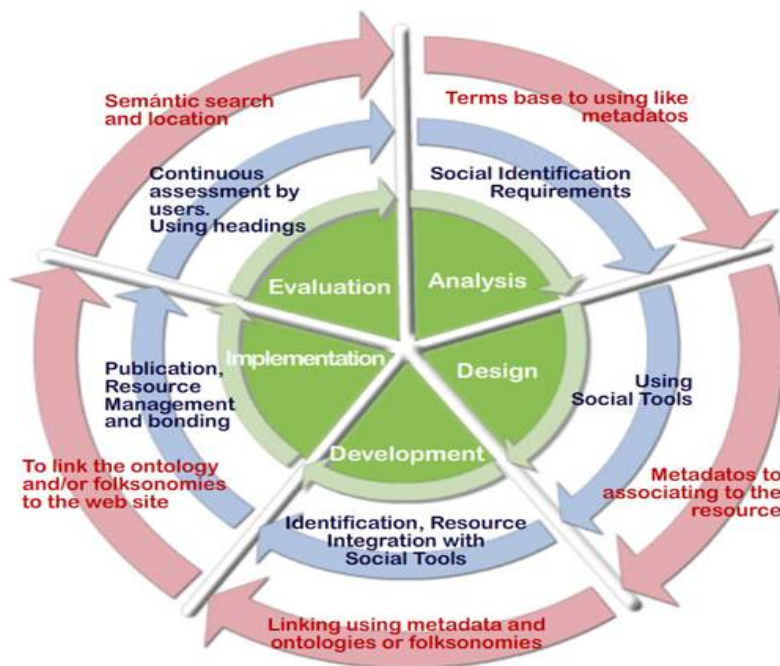 Semántic search
and location
Terms base to using like
metadatos
Continuous
assessment by
users.
Using headings
Social Identification
Requirements
Evaluation
Analysis
Implementation
Design
Development
Publication,
Resource
Management
and bonding
Using
Social Tools
To link the ontology
and/or folksonomies
to the web site
Metadatos to
associating to the
resource
Identification, Resource
Integration with
Social Tools
Linking using metadata and
ontologies or folksonomies